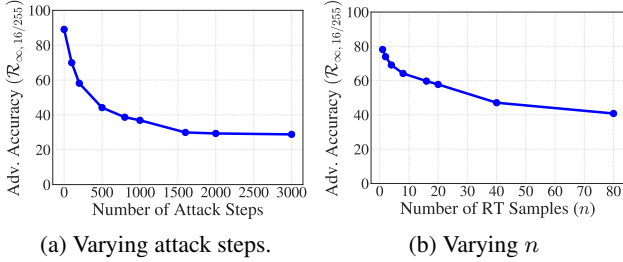 100
80
60
40
20
0
Adv. Accuracy (R∞, 16/255)
0 500 1000 1500 2000 2500 3000
Number of Attack Steps
(a) Varying attack steps.
100
80
60
40
20
0
Adv. Accuracy (R∞, 16/255)
0 10 20 30 40 50 60 70 80
Number of RT Samples (n)
(b) Varying n